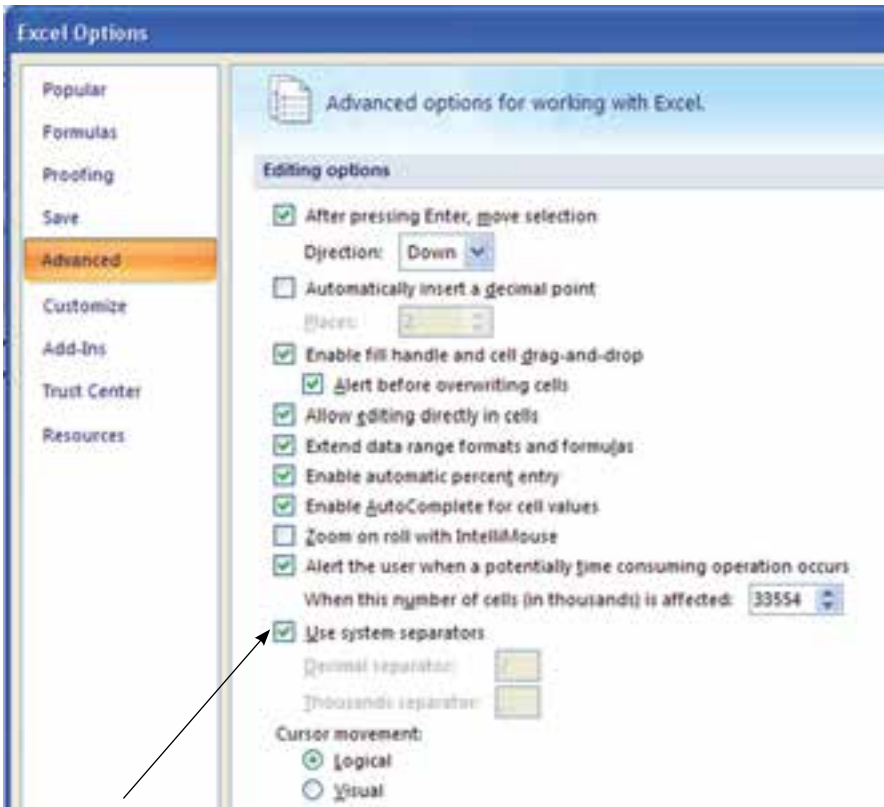 Excel Options
Popular
Formulas
Proofing
Save
Advanced
Customize
Add-Ins
Trust Center
Resources
Advanced options for working with Excel.
Editing options
After pressing Enter, move selection
Direction: Down
Automatically insert a decimal point
Places: 2
Enable fill handle and cell drag-and-drop
Alert before overwriting cells
Allow editing directly in cells
Extend data range formats and formulas
Enable automatic percent entry
Enable AutoComplete for cell values
Zoom on roll with IntelliMouse
Alert the user when a potentially time consuming operation occurs
When this number of cells (in thousands) is affected: 33554
Use system separators
Decimal separator:
Thousands separator:
Cursor movement:
Logical
Visual